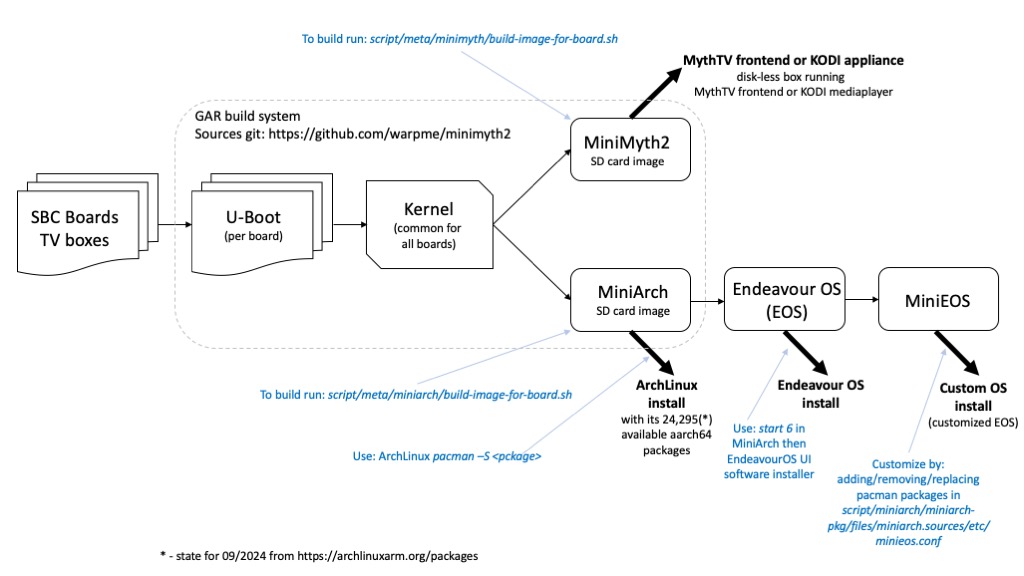 To build run: script/meta/minimyth/build-image-for-board.sh
MythTV frontend or KODI appliance
disk-less box running
MythTV frontend or KODI mediaplayer
GAR build system
Sources git: https://github.com/warpme/minimyth2
MiniMyth2
SD card image
SBC Boards
TV boxes
U-Boot
(per board)
Kernel
(common for
all boards)
MiniArch
SD card image
Endeavour OS
(EOS)
MiniEOS
To build run: script/meta/miniarch/build-image-for-board.sh
ArchLinux
install
with its 24,295(*)
available aarch64
packages
Endeavour OS
install
Custom OS
install
(customized EOS)
Use: ArchLinux pacman –S <pckage>
Use: start 6 in
MiniArch then
EndeavourOS UI
software installer
Customize by:
adding/removing/replacing
pacman packages in
script/miniarch/miniarch-
pkg/files/miniarch.sources/etc/
minieos.conf
* - state for 09/2024 from https://archlinuxarm.org/packages